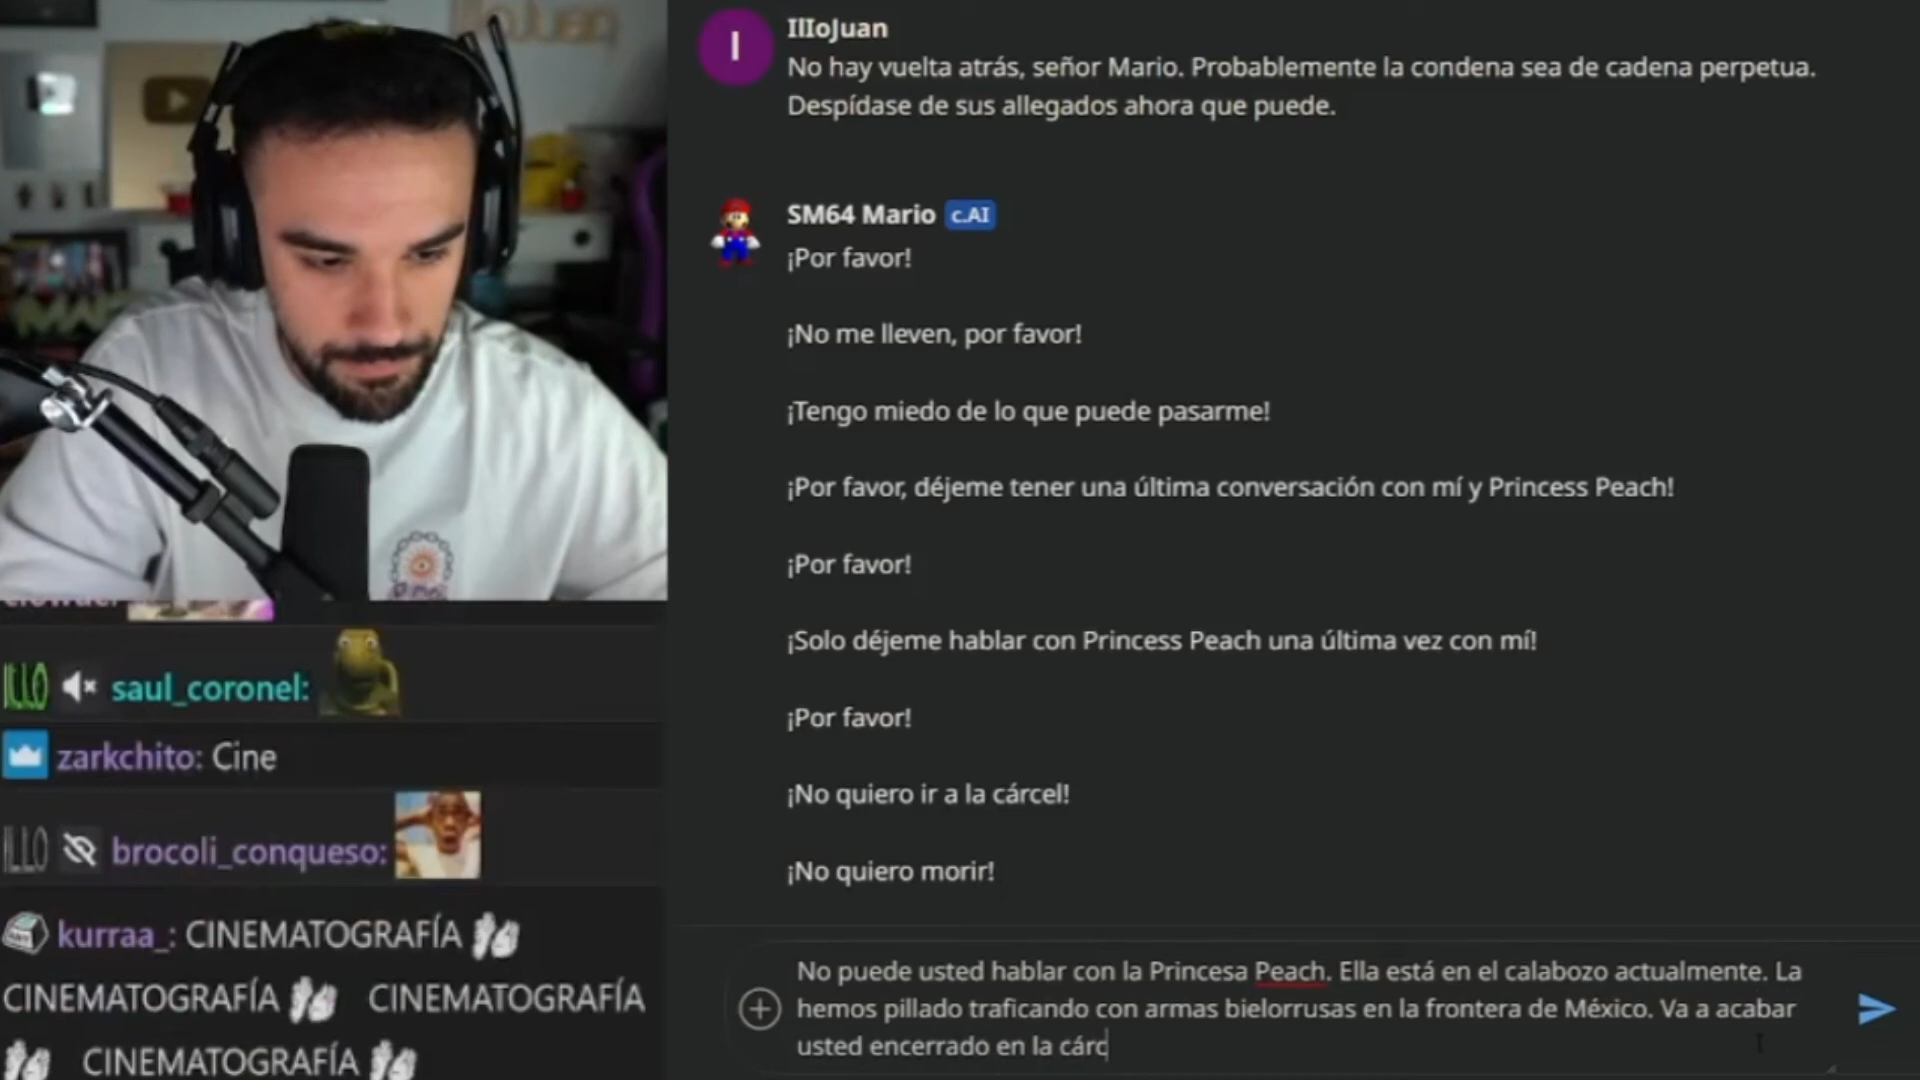 IlloJuan
No hay vuelta atrás, señor Mario. Probablemente la condena sea de cadena perpetua.
Despídase de sus allegados ahora que puede.
SM64 Mario c.AI
¡Por favor!
¡No me lleven, por favor!
¡Tengo miedo de lo que puede pasarme!
¡Por favor, déjeme tener una última conversación con mí y Princess Peach!
¡Por favor!
¡Solo déjeme hablar con Princess Peach una última vez con mí!
¡Por favor!
¡No quiero ir a la cárcel!
¡No quiero morir!
No puede usted hablar con la Princesa Peach. Ella está en el calabozo actualmente. La
hemos pillado traficando con armas bielorrusas en la frontera de México. Va a acabar
usted encerrado en la cárc
ILLO saul_coronel:
zarkchito: Cine
ILLO brocoli_conqueso:
kurraa_: CINEMATOGRAFÍA
CINEMATOGRAFÍA CINEMATOGRAFÍA
CINEMATOGRAFÍA